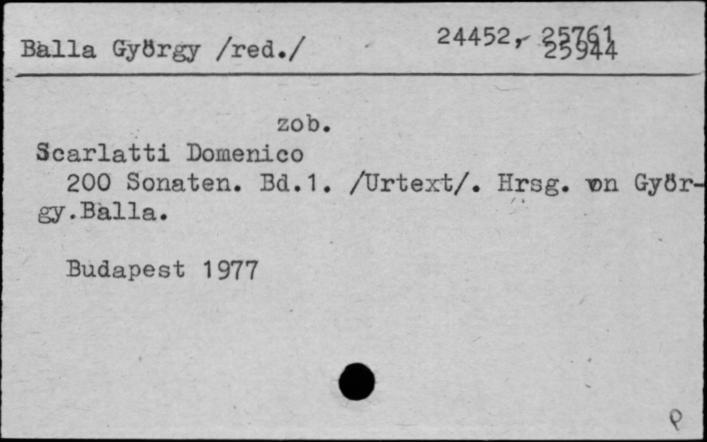 Balla György /red./ 24452, 25761
25944
zob.
Scarlatti Domenico
200 Sonaten. Bd.1. /Urtext/. Hrsg. von Györ-
gy.Balla.
Budapest 1977